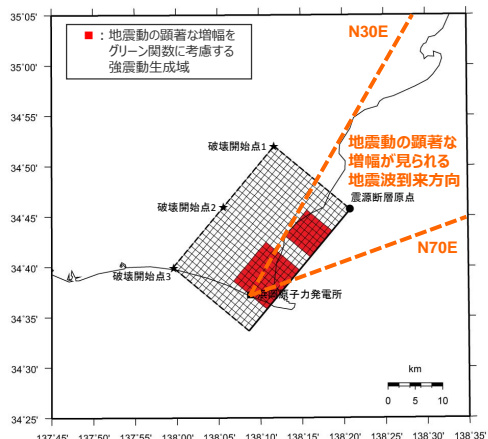 35˚05'
■：地震動の顕著な増幅を
グリーン関数に考慮する
強震動生成域
N30E
35˚00'
34˚55'
破壊開始点1
地震動の顕著な
増幅が見られる
地震波到来方向
34˚50'
震源断層原点
破壊開始点2
34˚45'
N70E
34˚40'
破壊開始点3
原子力発電所
34˚35'
km
34˚30'
0 5 10
34˚25'
137˚45' 137˚50' 137˚55' 138˚00' 138˚05' 138˚10' 138˚15' 138˚20' 138˚25' 138˚30' 138˚35'